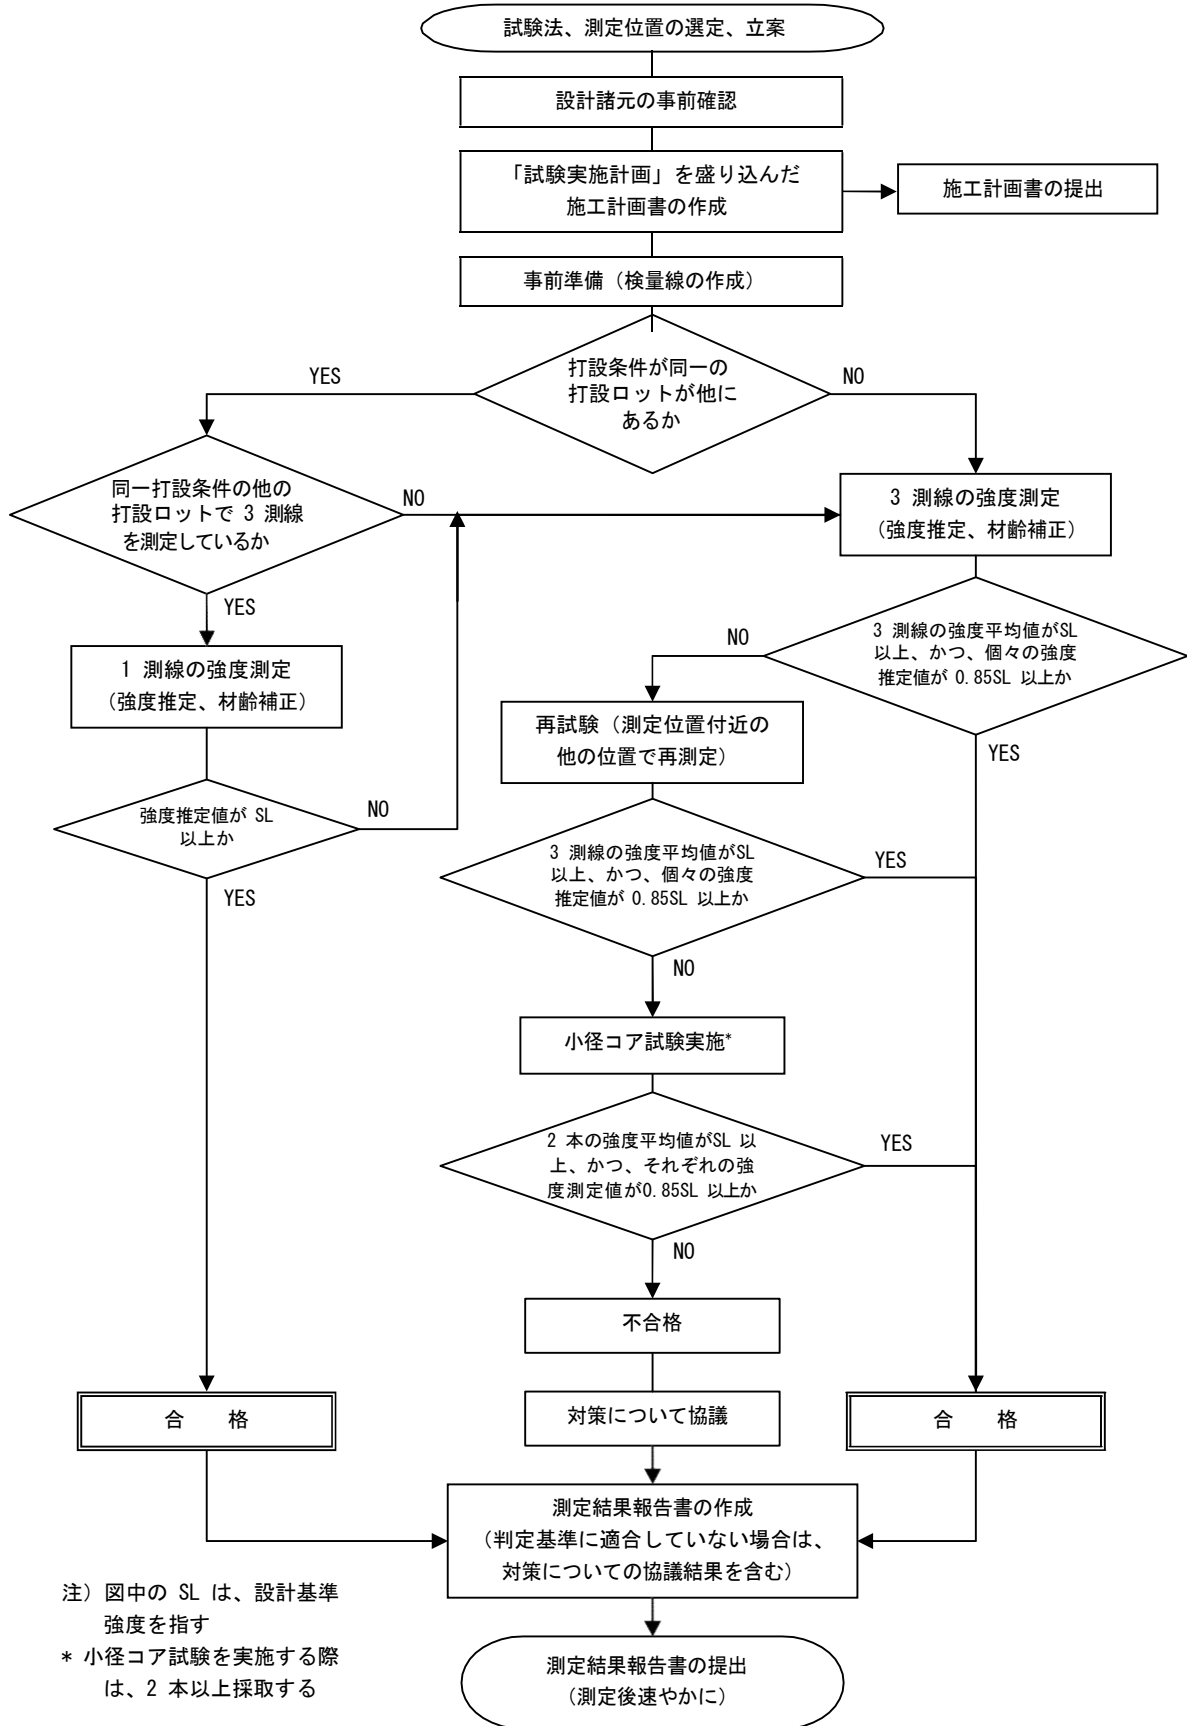 試験法、測定位置の選定、立案
設計諸元の事前確認
「試験実施計画」を盛り込んだ
施工計画書の作成
施工計画書の提出
事前準備（検量線の作成）
打設条件が同一の
打設ロットが他に
あるか
YES
NO
同一打設条件の他の
打設ロットで 3 測線
を測定しているか
NO
YES
3 測線の強度測定
（強度推定、材齢補正）
1 測線の強度測定
（強度推定、材齢補正）
3 測線の強度平均値がSL
以上、かつ、個々の強度
推定値が 0.85SL 以上か
NO
YES
再試験（測定位置付近の
他の位置で再測定）
強度推定値が SL
以上か
NO
YES
3 測線の強度平均値がSL
以上、かつ、個々の強度
推定値が 0.85SL 以上か
YES
NO
小径コア試験実施*
2 本の強度平均値がSL 以
上、かつ、それぞれの強
度測定値が0.85SL 以上か
YES
NO
不合格
合　格
対策について協議
合　格
測定結果報告書の作成
（判定基準に適合していない場合は、
対策についての協議結果を含む）
注）図中の SL は、設計基準
強度を指す
* 小径コア試験を実施する際
は、2 本以上採取する
測定結果報告書の提出
（測定後速やかに）